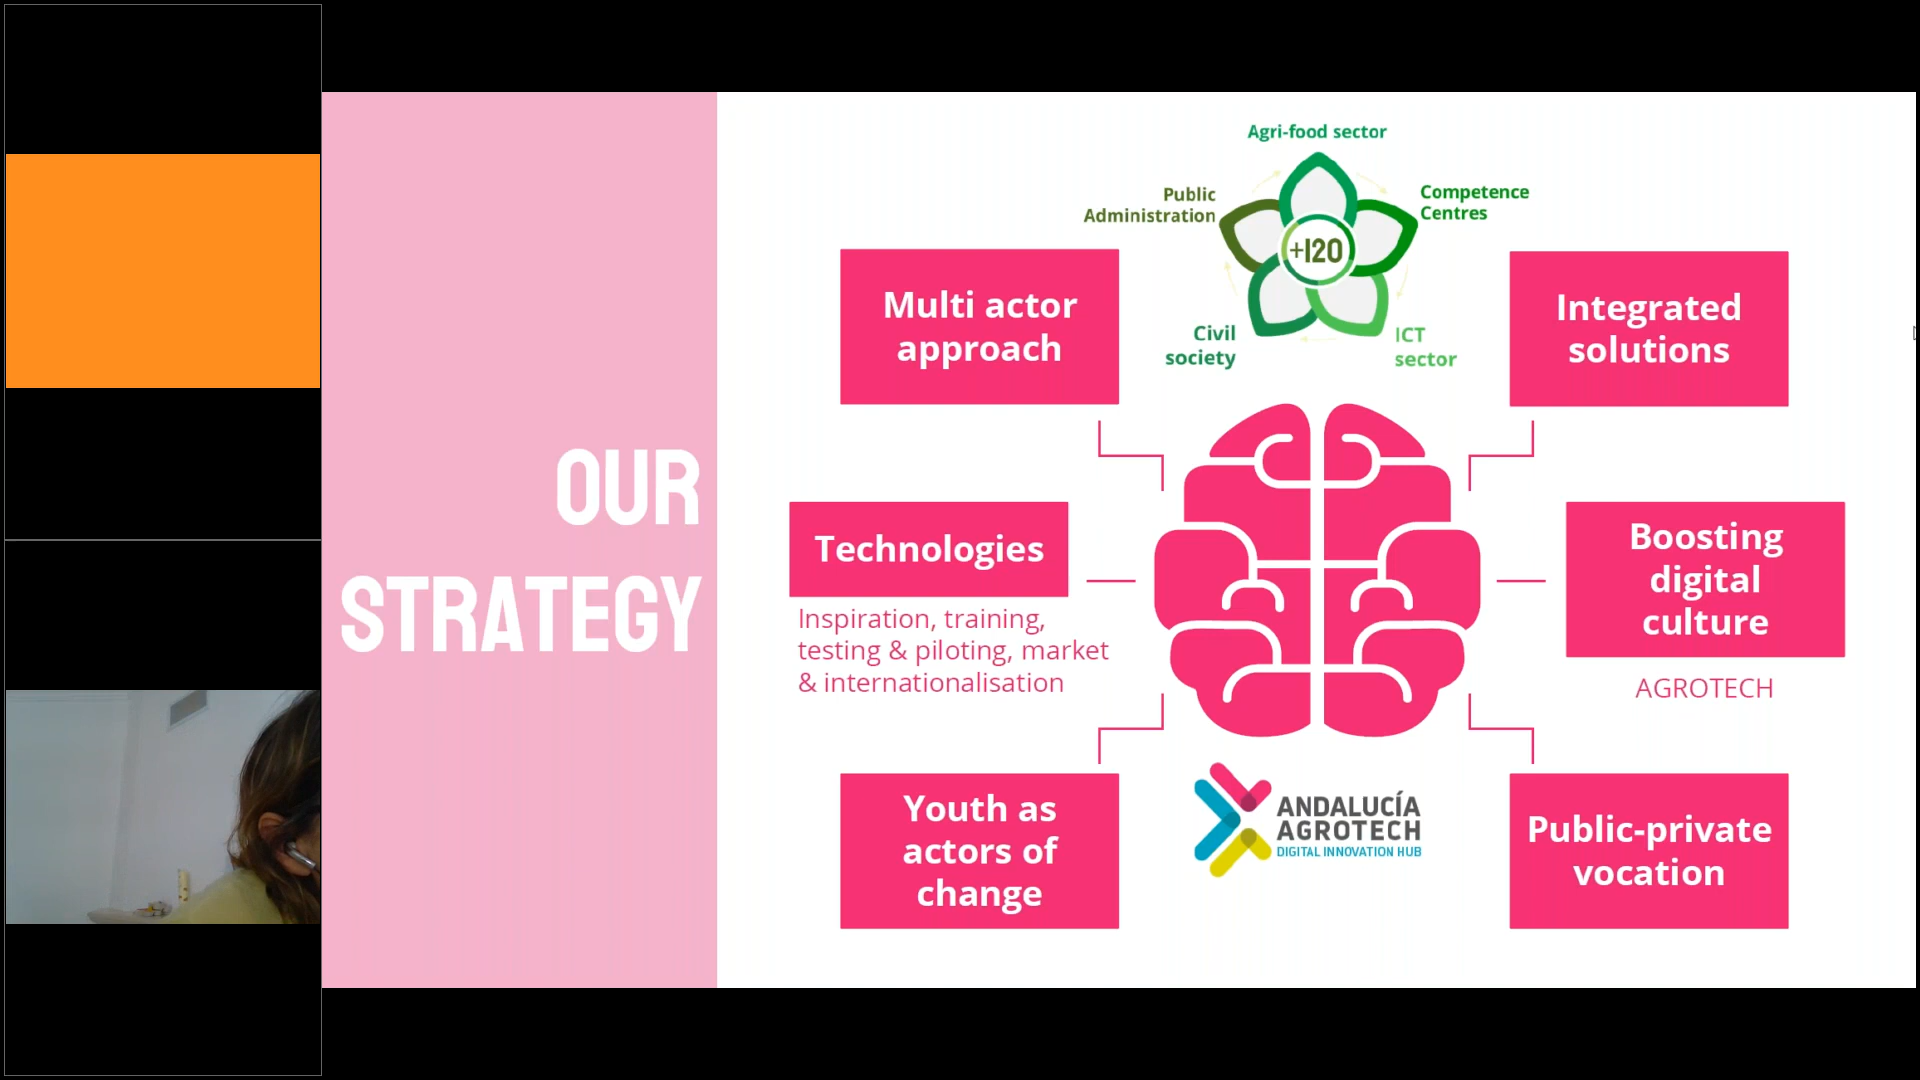 OUR
STRATEGY
Agri-food sector
Public
Administration
Competence
Centres
+I20
Civil
society
ICT
sector
Multi actor
approach
Integrated
solutions
Technologies
Inspiration, training,
testing & piloting, market
& internationalisation
Boosting
digital
culture
AGROTECH
Youth as
actors of
change
ANDALUCÍA
AGROTECH
DIGITAL INNOVATION HUB
Public-private
vocation